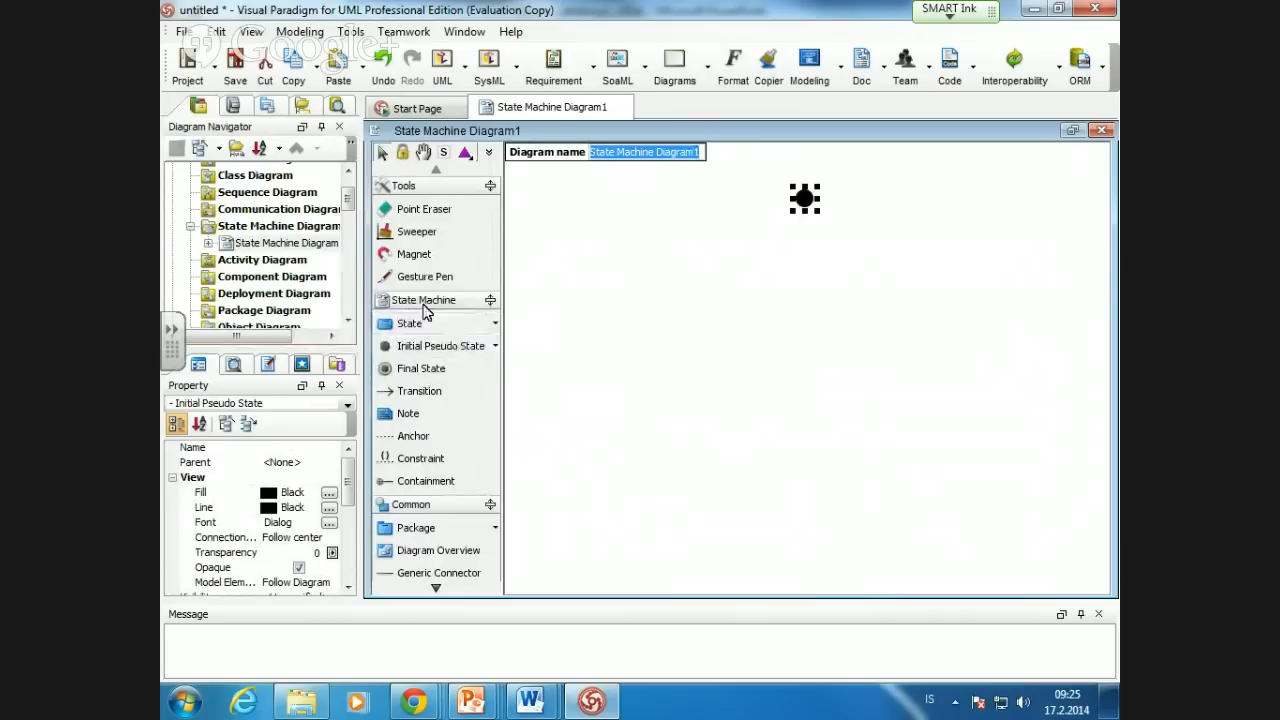 untitled * - Visual Paradigm for UML Professional Edition (Evaluation Copy)
SMART Ink
File Edit View Modeling Tools Teamwork Window Help
Google+
Project Save Cut Copy Paste Undo Redo UML SysML Requirement SoaML Diagrams Format Copier Modeling Team Code Interoperability ORM
Start Page
State Machine Diagram1
Diagram Navigator
State Machine Diagram1
Class Diagram
Sequence Diagram
Communication Diagra
State Machine Diagram
State Machine Diagram
Activity Diagram
Component Diagram
Deployment Diagram
Package Diagram
Object Diagram
Property
- Initial Pseudo State
Name
Parent <None>
View
Fill Black
Line Black
Font Dialog
Connection... Follow center
Transparency 0
Opaque
Model Elem... Follow Diagram
S
Tools
Point Eraser
Sweeper
Magnet
Gesture Pen
State Machine
State
Initial Pseudo State
Final State
Transition
Note
Anchor
Constraint
Containment
Common
Package
Diagram Overview
Generic Connector
Diagram name State Machine Diagram1
Message
IS
09:25
17.2.2014